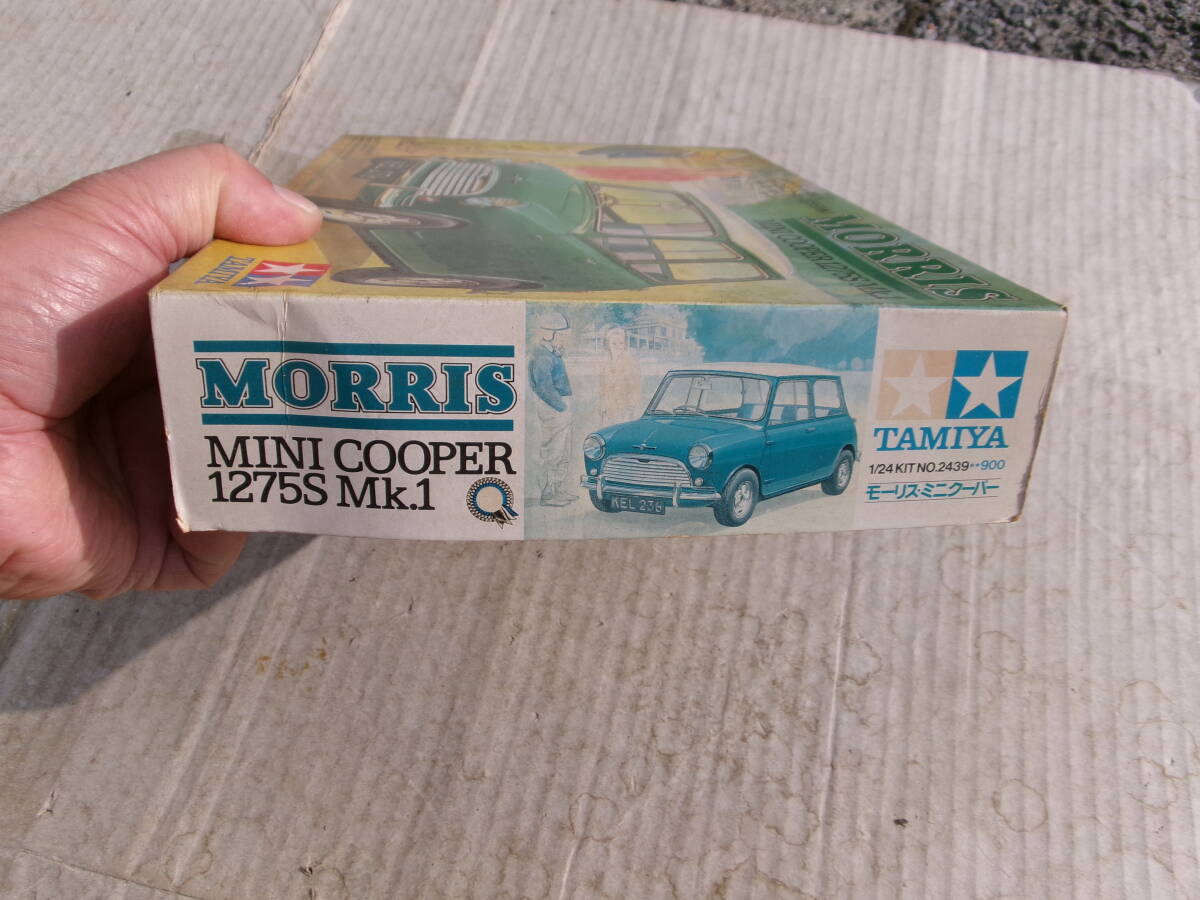 TAMIYA
MORRIS
MORRIS
MINI COOPER
1275S Mk.1
KEL 236
TAMIYA
1/24 KIT NO.2439**900
モーリス・ミニクーパー